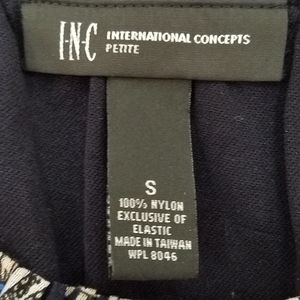 I·N·C INTERNATIONAL CONCEPTS
PETITE
S
100% NYLON
EXCLUSIVE OF
ELASTIC
MADE IN TAIWAN
WPL 8046